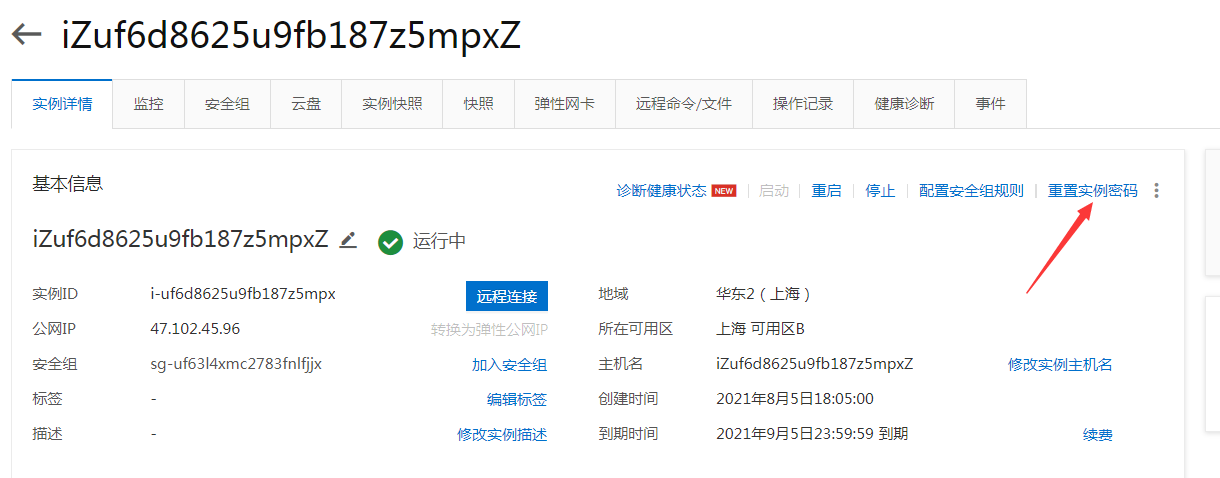 iZuf6d8625u9fb187z5mpxZ
实例详情 监控 安全组 云盘 实例快照 快照 弹性网卡 远程命令/文件 操作记录 健康诊断 事件
基本信息
诊断健康状态 NEW 启动 重启 停止 配置安全组规则 重置实例密码
iZuf6d8625u9fb187z5mpxZ 运行中
实例ID i-uf6d8625u9fb187z5mpx 远程连接 地域 华东2（上海）
公网IP 47.102.45.96 转换为弹性公网IP 所在可用区 上海 可用区B
安全组 sg-uf63l4xmc2783fnlfjjx 加入安全组 主机名 iZuf6d8625u9fb187z5mpxZ 修改实例主机名
标签 - 编辑标签 创建时间 2021年8月5日18:05:00
描述 - 修改实例描述 到期时间 2021年9月5日23:59:59 到期 续费